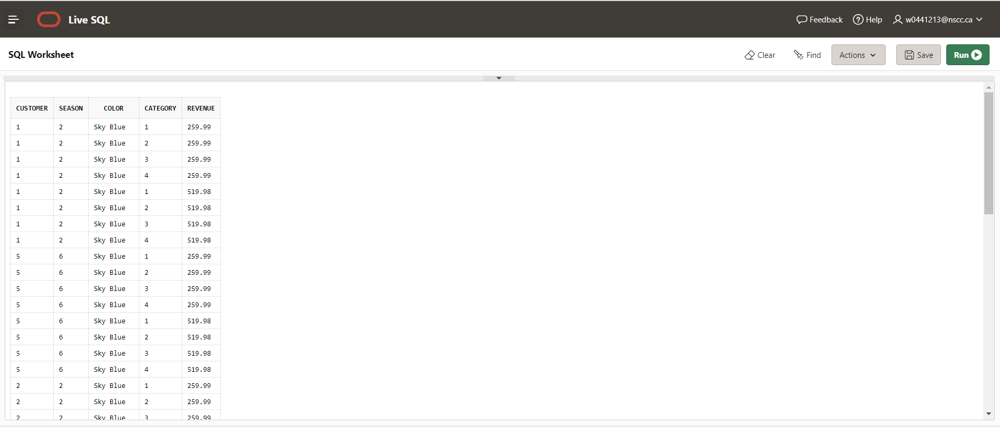 Live SQL
Feedback Help w0441213@nscc.ca
SQL Worksheet
Clear Find Actions Save Run
CUSTOMER SEASON COLOR CATEGORY REVENUE
1 2 Sky Blue 1 259.99
1 2 Sky Blue 2 259.99
1 2 Sky Blue 3 259.99
1 2 Sky Blue 4 259.99
1 2 Sky Blue 1 519.98
1 2 Sky Blue 2 519.98
1 2 Sky Blue 3 519.98
1 2 Sky Blue 4 519.98
5 6 Sky Blue 1 259.99
5 6 Sky Blue 2 259.99
5 6 Sky Blue 3 259.99
5 6 Sky Blue 4 259.99
5 6 Sky Blue 1 519.98
5 6 Sky Blue 2 519.98
5 6 Sky Blue 3 519.98
5 6 Sky Blue 4 519.98
2 2 Sky Blue 1 259.99
2 2 Sky Blue 2 259.99
2 2 Sky Blue 3 259.99